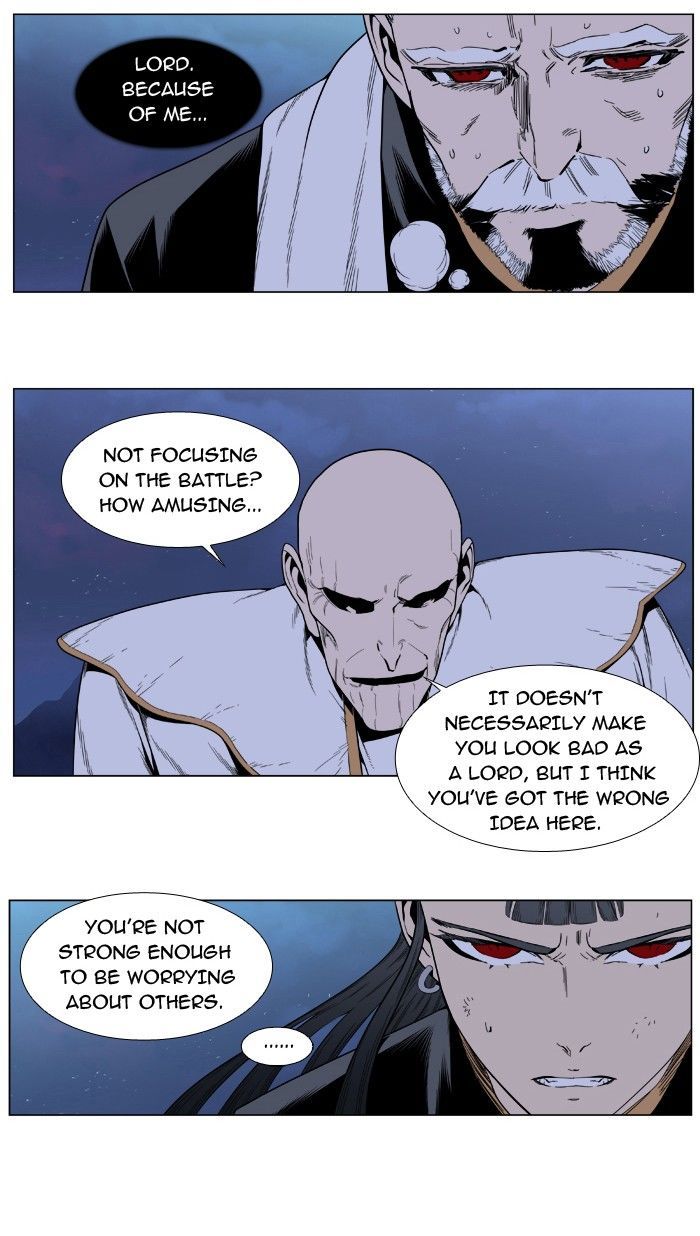 LORD.
BECAUSE
OF ME...
NOT FOCUSING
ON THE BATTLE?
HOW AMUSING...
IT DOESN'T
NECESSARILY MAKE
YOU LOOK BAD AS
A LORD, BUT I THINK
YOU'VE GOT THE WRONG
IDEA HERE.
YOU'RE NOT
STRONG ENOUGH
TO BE WORRYING
ABOUT OTHERS.
......